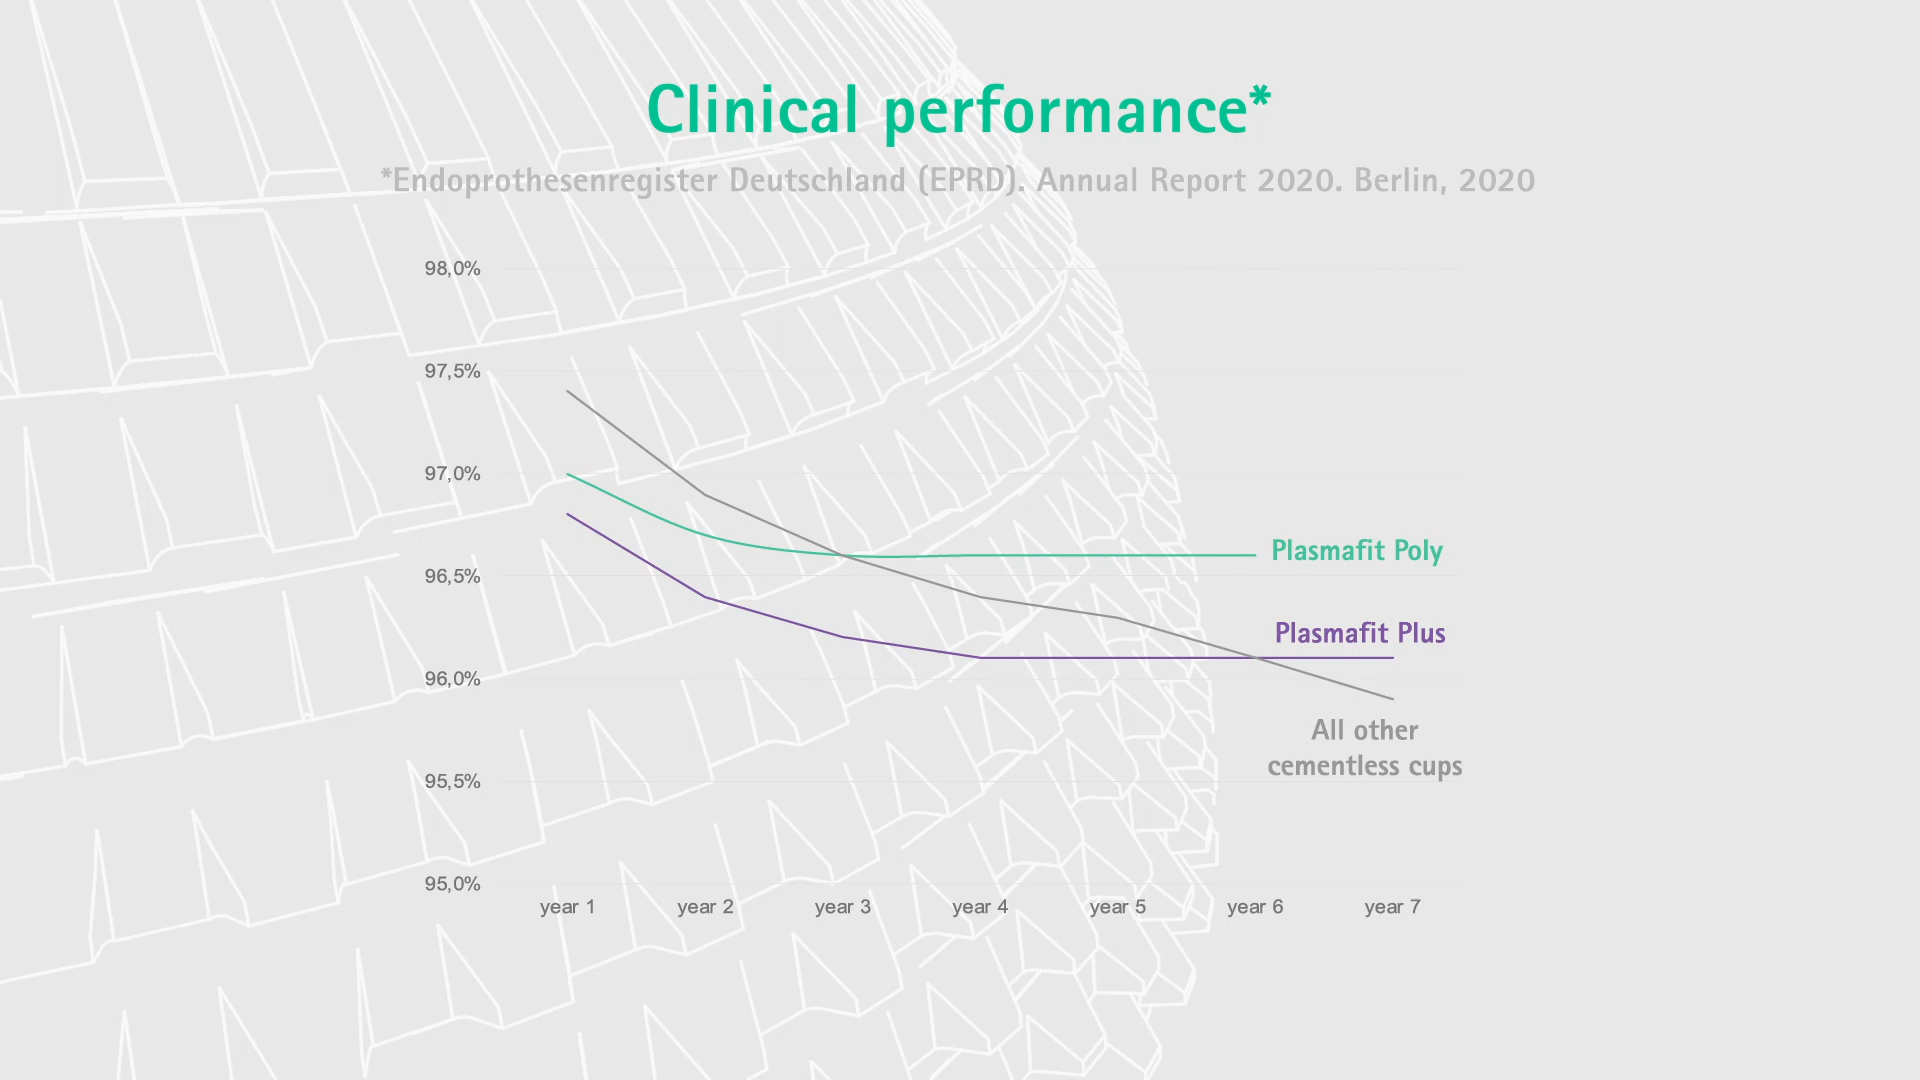 Clinical performance*
*Endoprothesenregister Deutschland (EPRD). Annual Report 2020. Berlin, 2020
98,0%
97,5%
97,0%
96,5%
Plasmafit Poly
Plasmafit Plus
96,0%
All other
cementless cups
95,5%
95,0%
year 1 year 2 year 3 year 4 year 5 year 6 year 7